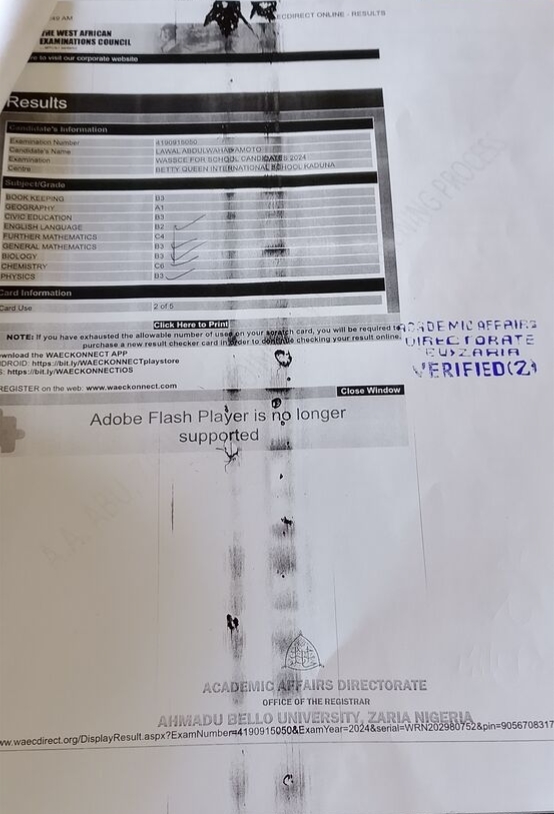 :49 AM
ECDIRECT ONLINE - RESULTS
THE WEST AFRICAN
EXAMINATIONS COUNCIL
re to visit our corporate website
Results
Candidate's Information
Examination Number 4190915050
Candidate's Name LAWAL ABDULWAHAB AMOTO
Examination WASSCE FOR SCHOOL CANDIDATES 2024
Centre BETTY QUEEN INTERNATIONAL SCHOOL KADUNA
Subject/Grade
BOOK KEEPING B3
GEOGRAPHY A1
CIVIC EDUCATION B3
ENGLISH LANGUAGE B2
FURTHER MATHEMATICS C4
GENERAL MATHEMATICS B3
BIOLOGY B3
CHEMISTRY C6
PHYSICS B3
Card Information
Card Use 2 of 5
Click Here to Print
NOTE: If you have exhausted the allowable number of uses on your scratch card, you will be required to
purchase a new result checker card in order to continue checking your result online.
ownload the WAECKONNECT APP
DROID: https://bit.ly/WAECKONNECTplaystore
S: https://bit.ly/WAECKONNECTiOS
REGISTER on the web: www.waeckonnect.com
Close Window
Adobe Flash Player is no longer
supported
ACADEMIC AFFAIRS
DIRECTORATE
ZARIA
VERIFIED(2)
ACADEMIC AFFAIRS DIRECTORATE
OFFICE OF THE REGISTRAR
AHMADU BELLO UNIVERSITY, ZARIA NIGERIA
ww.waecdirect.org/DisplayResult.aspx?ExamNumber=4190915050&ExamYear=2024&serial=WRN202980752&pin=9056708317